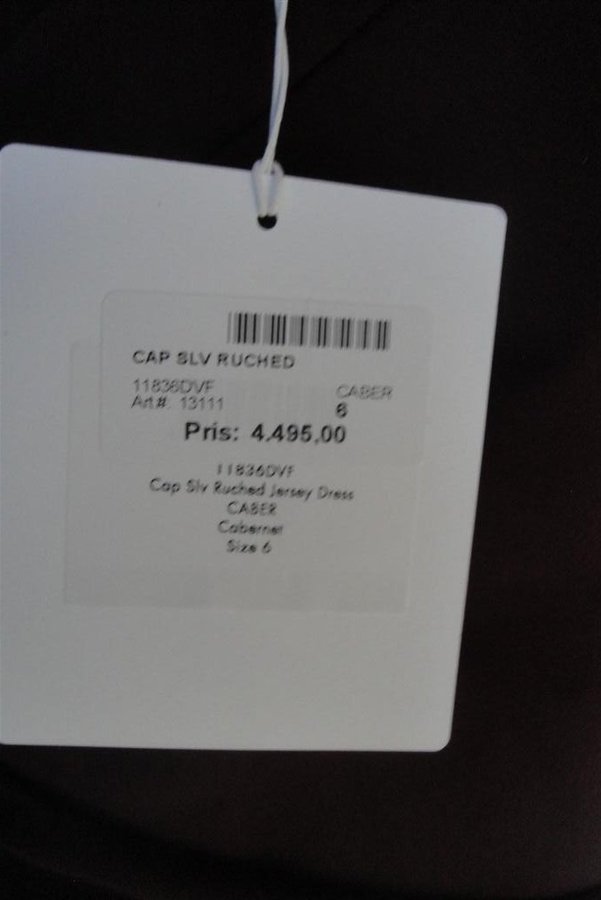 CAP SLV RUCHED
11836DVF CABER
Art.#: 13111 6
Pris: 4.495,00
11836DVF
Cap Slv Ruched Jersey Dress
CABER
Cabernet
Size 6